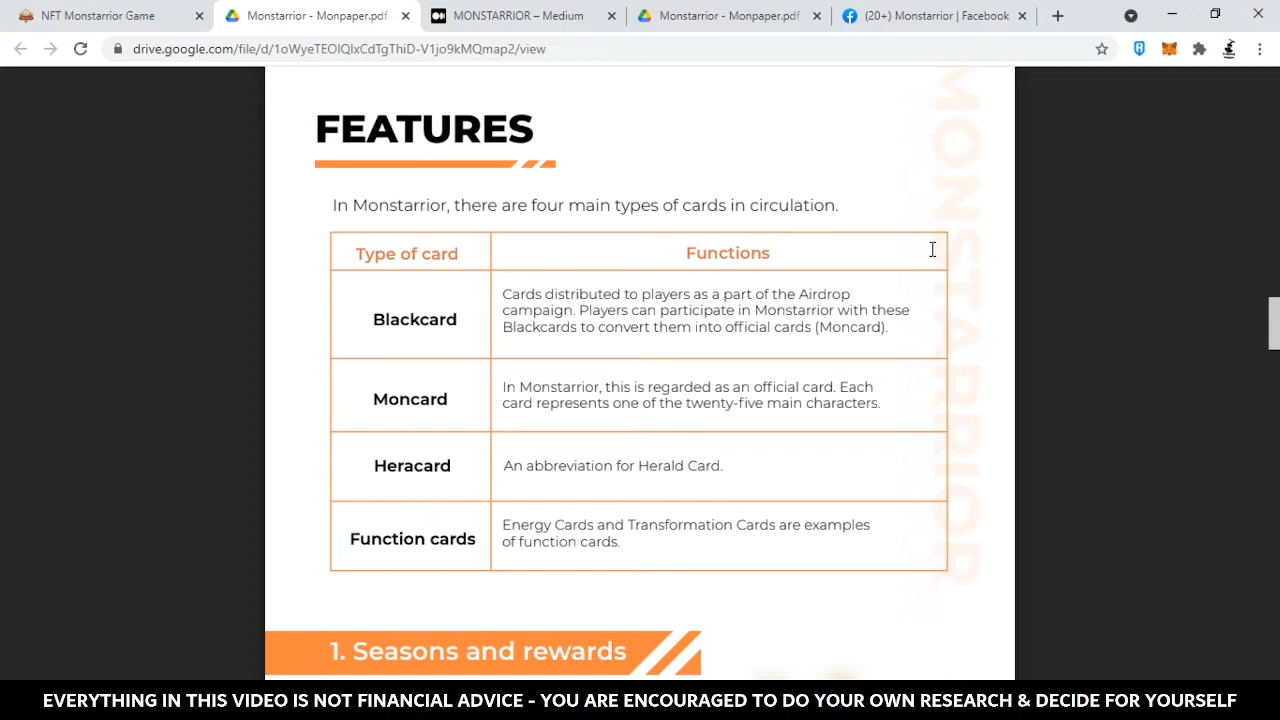 NFT Monstarrior Game
Monstarrior - Monpaper.pdf
MONSTARRIOR – Medium
Monstarrior - Monpaper.pdf
(20+) Monstarrior | Facebook
drive.google.com/file/d/1oWyeTEOlQIxCdTgThiD-V1jo9kMQmap2/view
FEATURES
In Monstarrior, there are four main types of cards in circulation.
Type of card
Functions
Blackcard
Cards distributed to players as a part of the Airdrop
campaign. Players can participate in Monstarrior with these
Blackcards to convert them into official cards (Moncard).
Moncard
In Monstarrior, this is regarded as an official card. Each
card represents one of the twenty-five main characters.
Heracard
An abbreviation for Herald Card.
Function cards
Energy Cards and Transformation Cards are examples
of function cards.
MONSTARRIOR
1. Seasons and rewards
EVERYTHING IN THIS VIDEO IS NOT FINANCIAL ADVICE - YOU ARE ENCOURAGED TO DO YOUR OWN RESEARCH & DECIDE FOR YOURSELF